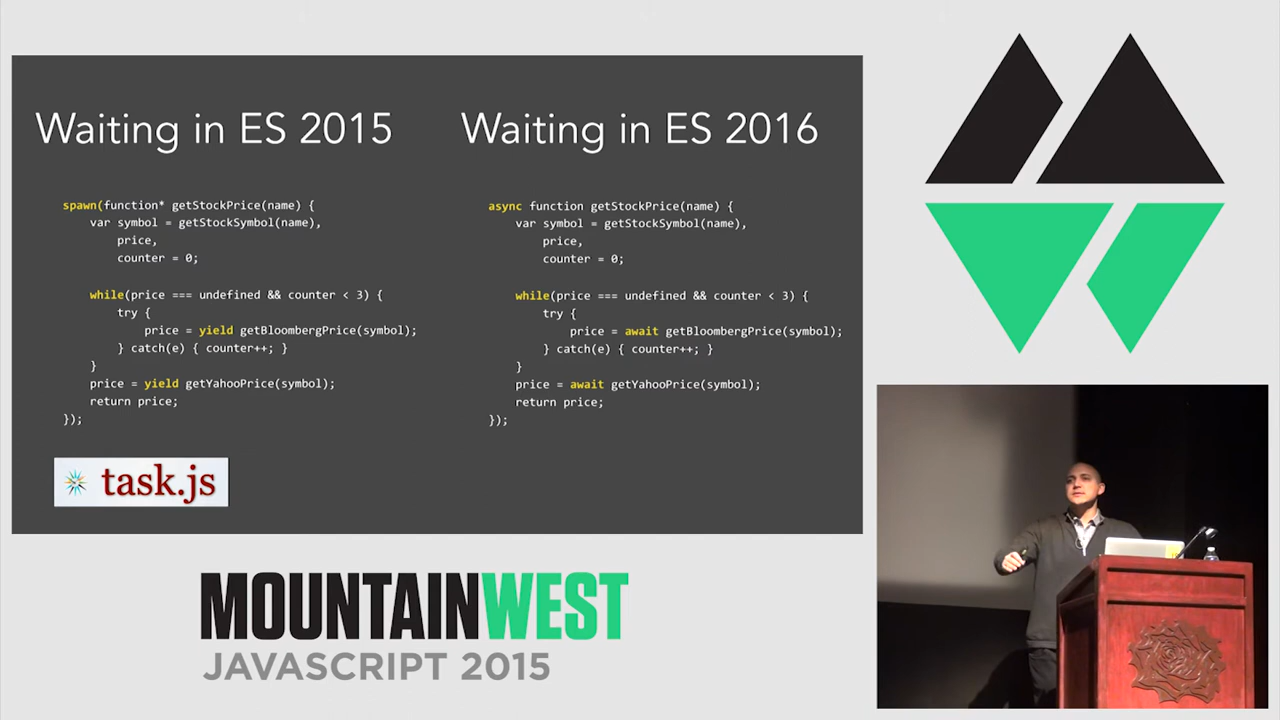 Waiting in ES 2015
spawn(function* getStockPrice(name) {
var symbol = getStockSymbol(name),
price,
counter = 0;
while(price === undefined && counter < 3) {
try {
price = yield getBloombergPrice(symbol);
} catch(e) { counter++; }
}
price = yield getYahooPrice(symbol);
return price;
});
task.js
Waiting in ES 2016
async function getStockPrice(name) {
var symbol = getStockSymbol(name),
price,
counter = 0;
while(price === undefined && counter < 3) {
try {
price = await getBloombergPrice(symbol);
} catch(e) { counter++; }
}
price = await getYahooPrice(symbol);
return price;
});
MOUNTAINWEST
JAVASCRIPT 2015